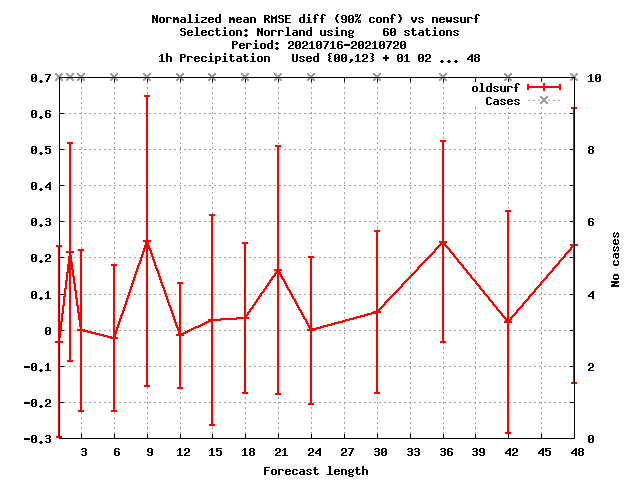 Normalized mean RMSE diff (90% conf) vs newsurf
Selection: Norrland using    60 stations
Period: 20210716-20210720
1h Precipitation   Used {00,12} + 01 02 ... 48
oldsurf
Cases
0,7
0,6
0,5
0,4
0,3
0,2
0,1
0
-0,1
-0,2
-0,3
10
8
6
4
2
0
No cases
3 6 9 12 15 18 21 24 27 30 33 36 39 42 45 48
Forecast length